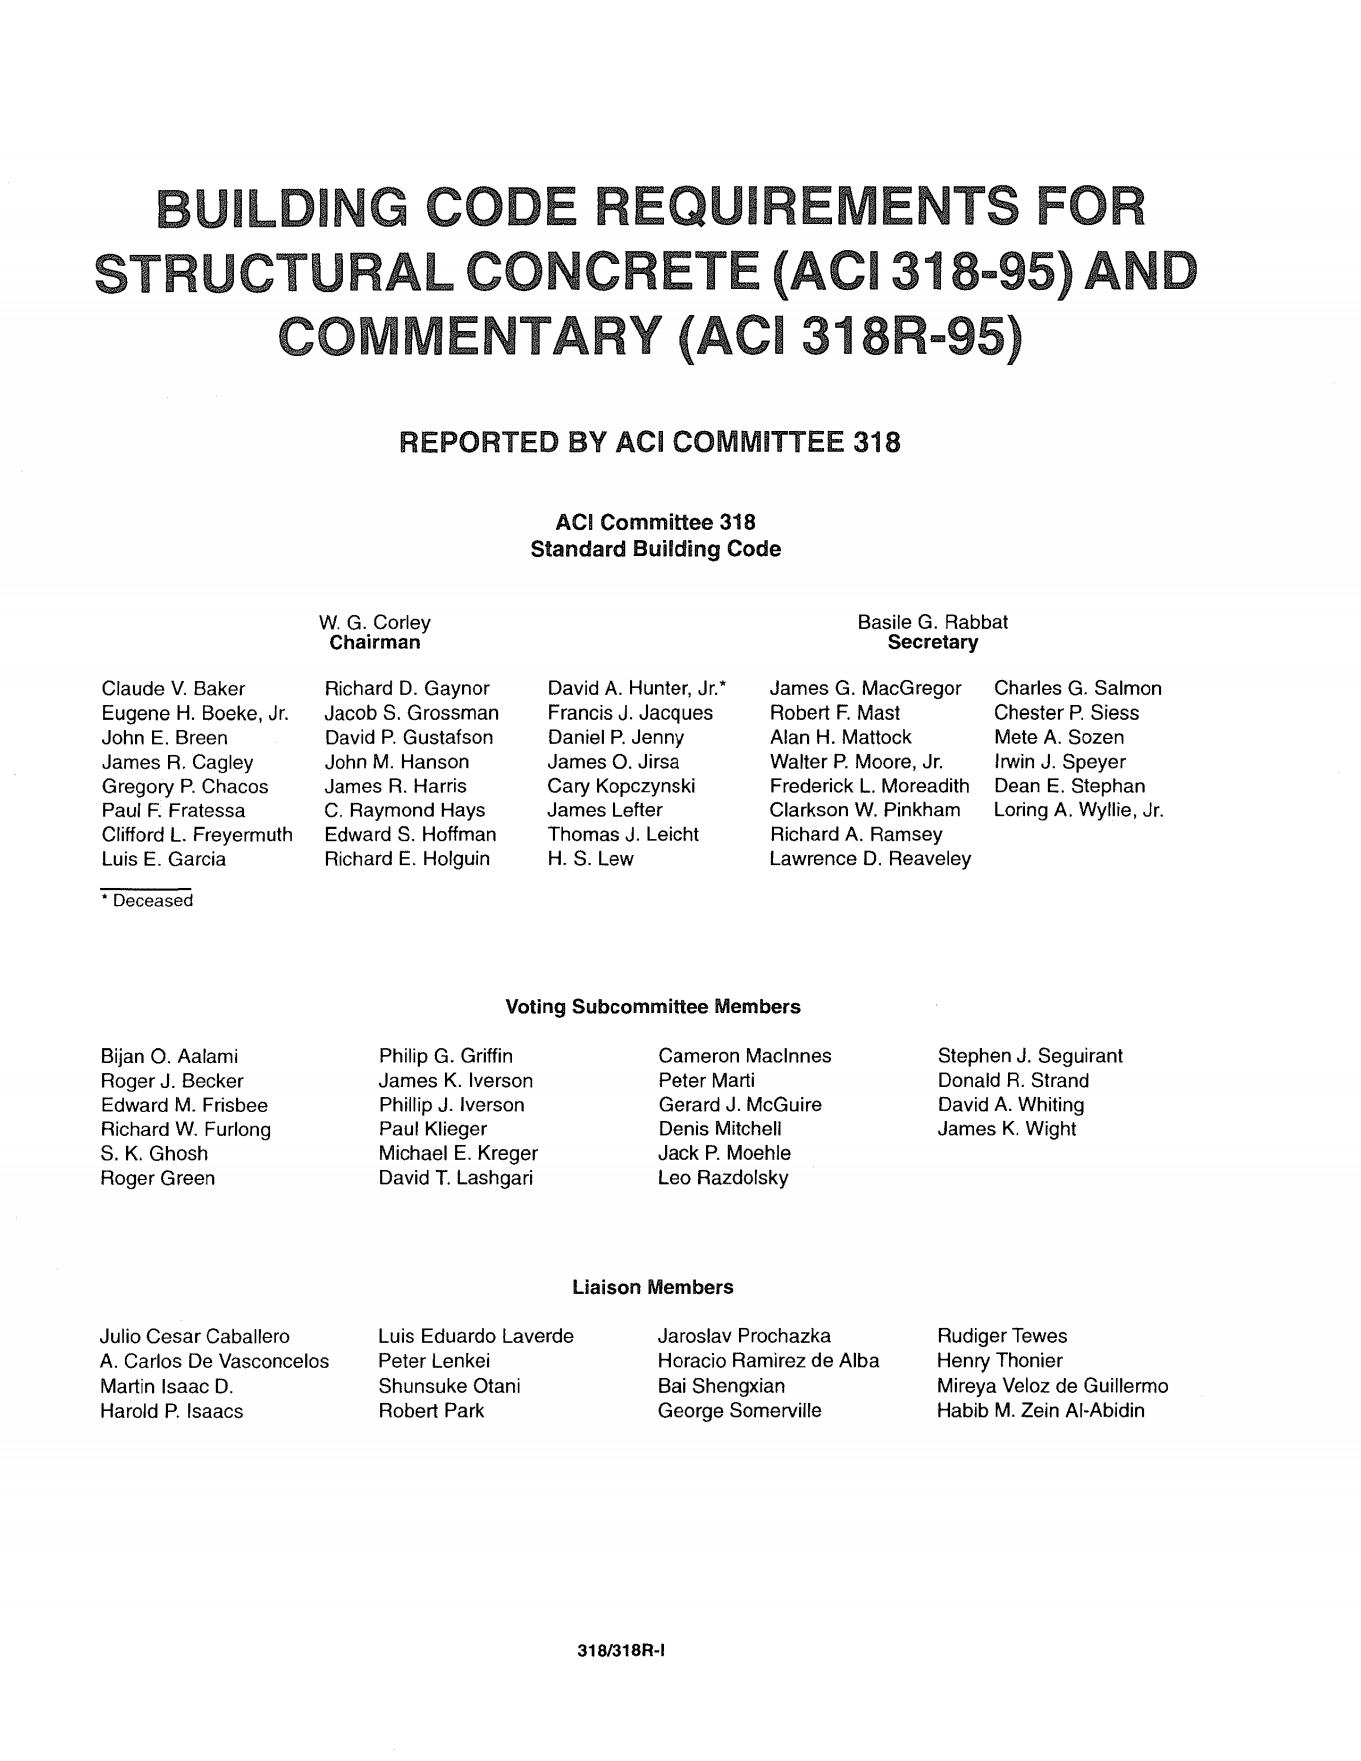 BUILDING CODE REQUIREMENTS FOR
STRUCTURAL CONCRETE (ACI 318-95) AND
COMMENTARY (ACI 318R-95)
REPORTED BY ACI COMMITTEE 318
ACI Committee 318
Standard Building Code
W. G. Corley Basile G. Rabbat
Chairman Secretary
Claude V. Baker Richard D. Gaynor David A. Hunter, Jr.* James G. MacGregor Charles G. Salmon
Eugene H. Boeke, Jr. Jacob S. Grossman Francis J. Jacques Robert F. Mast Chester P. Siess
John E. Breen David P. Gustafson Daniel P. Jenny Alan H. Mattock Mete A. Sozen
James R. Cagley John M. Hanson James O. Jirsa Walter P. Moore, Jr. Irwin J. Speyer
Gregory P. Chacos James R. Harris Cary Kopczynski Frederick L. Moreadith Dean E. Stephan
Paul F. Fratessa C. Raymond Hays James Lefter Clarkson W. Pinkham Loring A. Wyllie, Jr.
Clifford L. Freyermuth Edward S. Hoffman Thomas J. Leicht Richard A. Ramsey
Luis E. Garcia Richard E. Holguin H. S. Lew Lawrence D. Reaveley
* Deceased
Voting Subcommittee Members
Bijan O. Aalami Philip G. Griffin Cameron MacInnes Stephen J. Seguirant
Roger J. Becker James K. Iverson Peter Marti Donald R. Strand
Edward M. Frisbee Phillip J. Iverson Gerard J. McGuire David A. Whiting
Richard W. Furlong Paul Klieger Denis Mitchell James K. Wight
S. K. Ghosh Michael E. Kreger Jack P. Moehle
Roger Green David T. Lashgari Leo Razdolsky
Liaison Members
Julio Cesar Caballero Luis Eduardo Laverde Jaroslav Prochazka Rudiger Tewes
A. Carlos De Vasconcelos Peter Lenkei Horacio Ramirez de Alba Henry Thonier
Martin Isaac D. Shunsuke Otani Bai Shengxian Mireya Veloz de Guillermo
Harold P. Isaacs Robert Park George Somerville Habib M. Zein Al-Abidin
318/318R-I